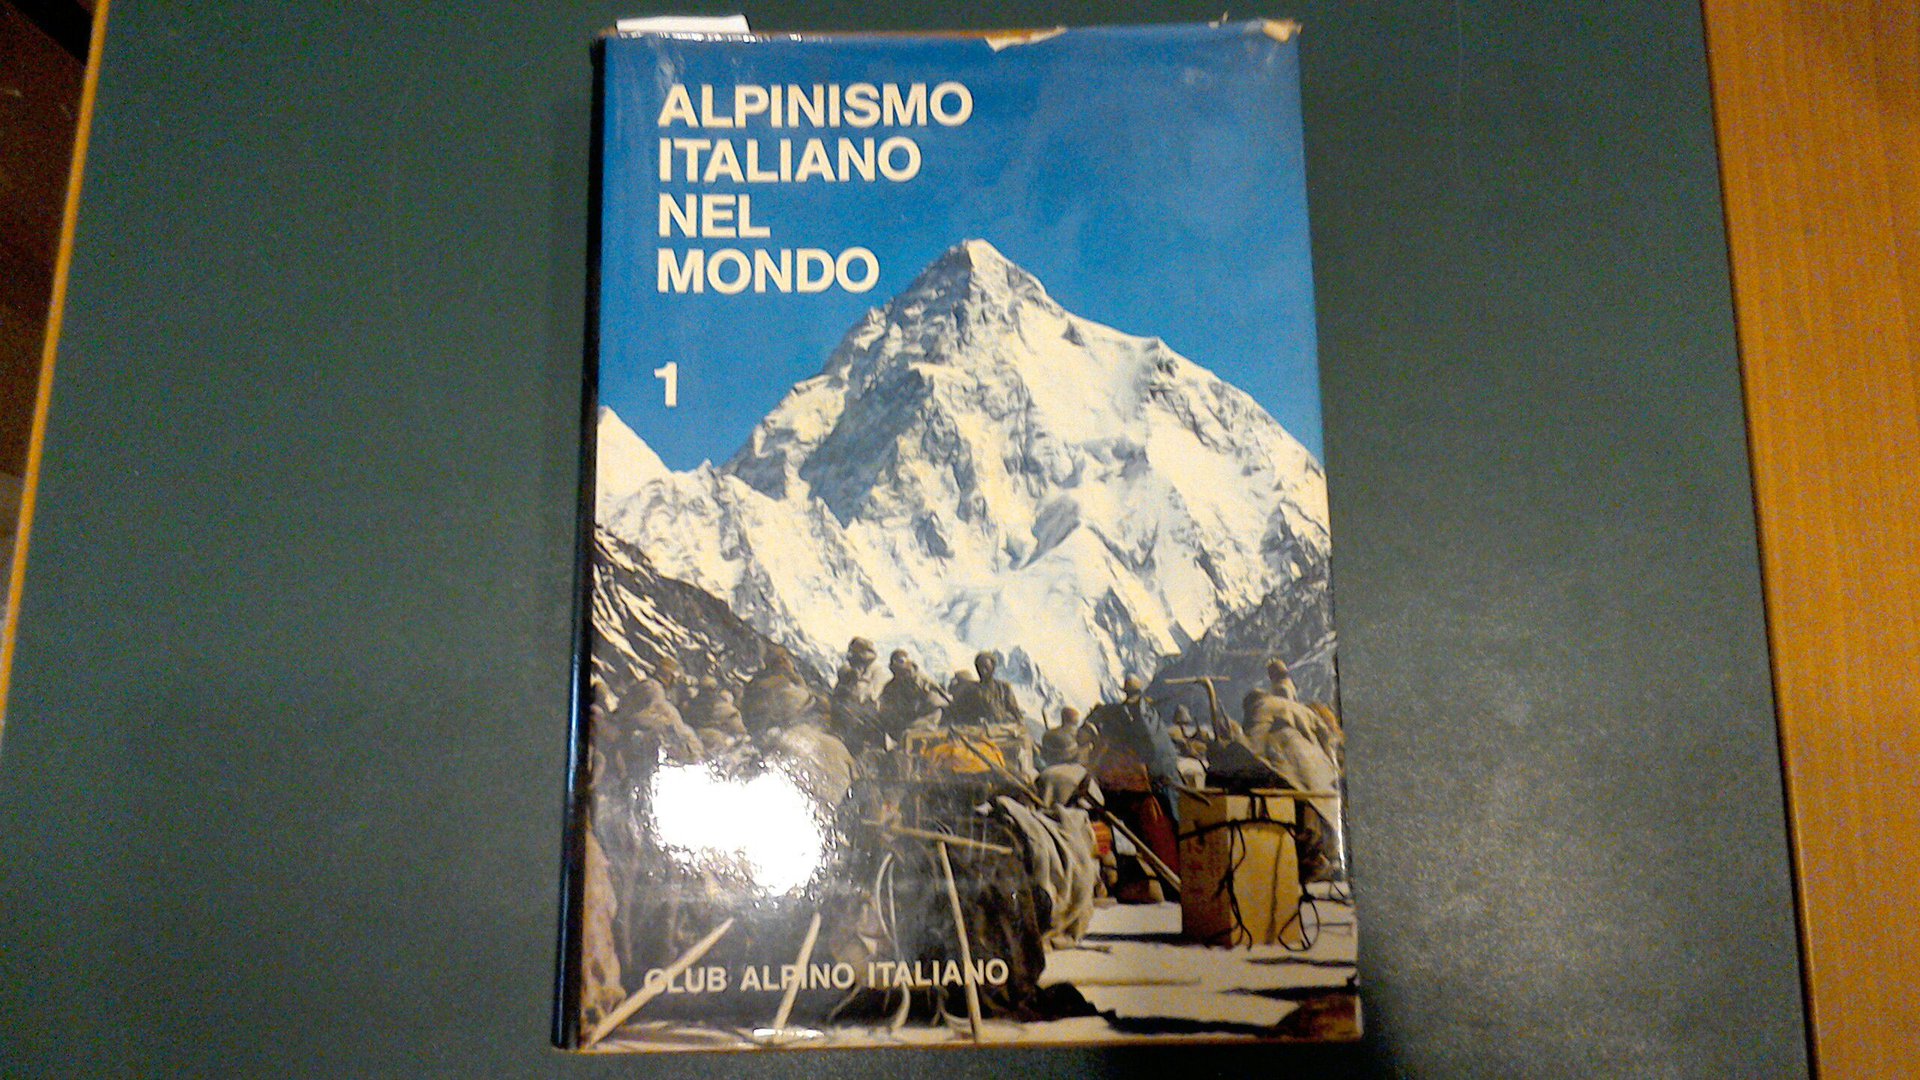 ALPINISMO
ITALIANO
NEL
MONDO
1
CLUB ALPINO ITALIANO